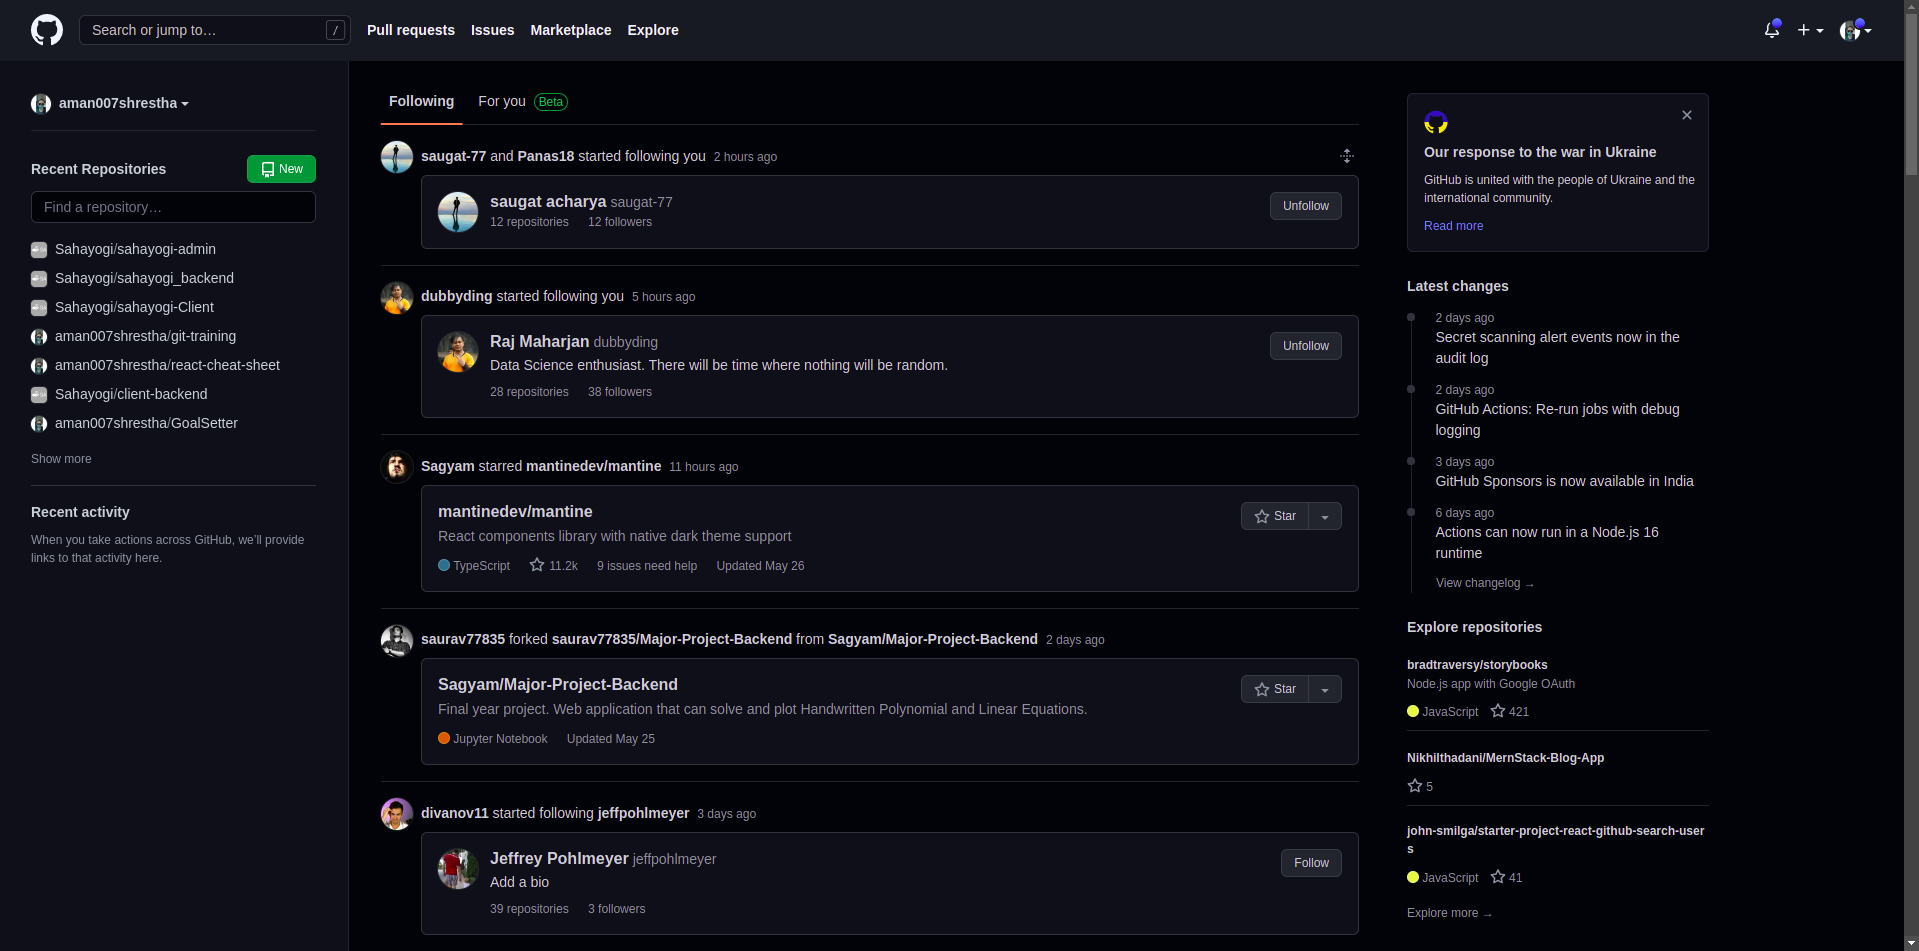 Search or jump to… /
Pull requests Issues Marketplace Explore
aman007shrestha
Recent Repositories New
Find a repository…
Sahayogi/sahayogi-admin
Sahayogi/sahayogi_backend
Sahayogi/sahayogi-Client
aman007shrestha/git-training
aman007shrestha/react-cheat-sheet
Sahayogi/client-backend
aman007shrestha/GoalSetter
Show more
Recent activity
When you take actions across GitHub, we'll provide
links to that activity here.
Following For you Beta
saugat-77 and Panas18 started following you 2 hours ago
saugat acharya saugat-77 Unfollow
12 repositories 12 followers
dubbyding started following you 5 hours ago
Raj Maharjan dubbyding Unfollow
Data Science enthusiast. There will be time where nothing will be random.
28 repositories 38 followers
Sagyam starred mantinedev/mantine 11 hours ago
mantinedev/mantine Star
React components library with native dark theme support
TypeScript 11.2k 9 issues need help Updated May 26
saurav77835 forked saurav77835/Major-Project-Backend from Sagyam/Major-Project-Backend 2 days ago
Sagyam/Major-Project-Backend Star
Final year project. Web application that can solve and plot Handwritten Polynomial and Linear Equations.
Jupyter Notebook Updated May 25
divanov11 started following jeffpohlmeyer 3 days ago
Jeffrey Pohlmeyer jeffpohlmeyer Follow
Add a bio
39 repositories 3 followers
Our response to the war in Ukraine
GitHub is united with the people of Ukraine and the
international community.
Read more
Latest changes
2 days ago
Secret scanning alert events now in the
audit log
2 days ago
GitHub Actions: Re-run jobs with debug
logging
3 days ago
GitHub Sponsors is now available in India
6 days ago
Actions can now run in a Node.js 16
runtime
View changelog →
Explore repositories
bradtraversy/storybooks
Node.js app with Google OAuth
JavaScript 421
Nikhilthadani/MernStack-Blog-App
5
john-smilga/starter-project-react-github-search-user
s
JavaScript 41
Explore more →